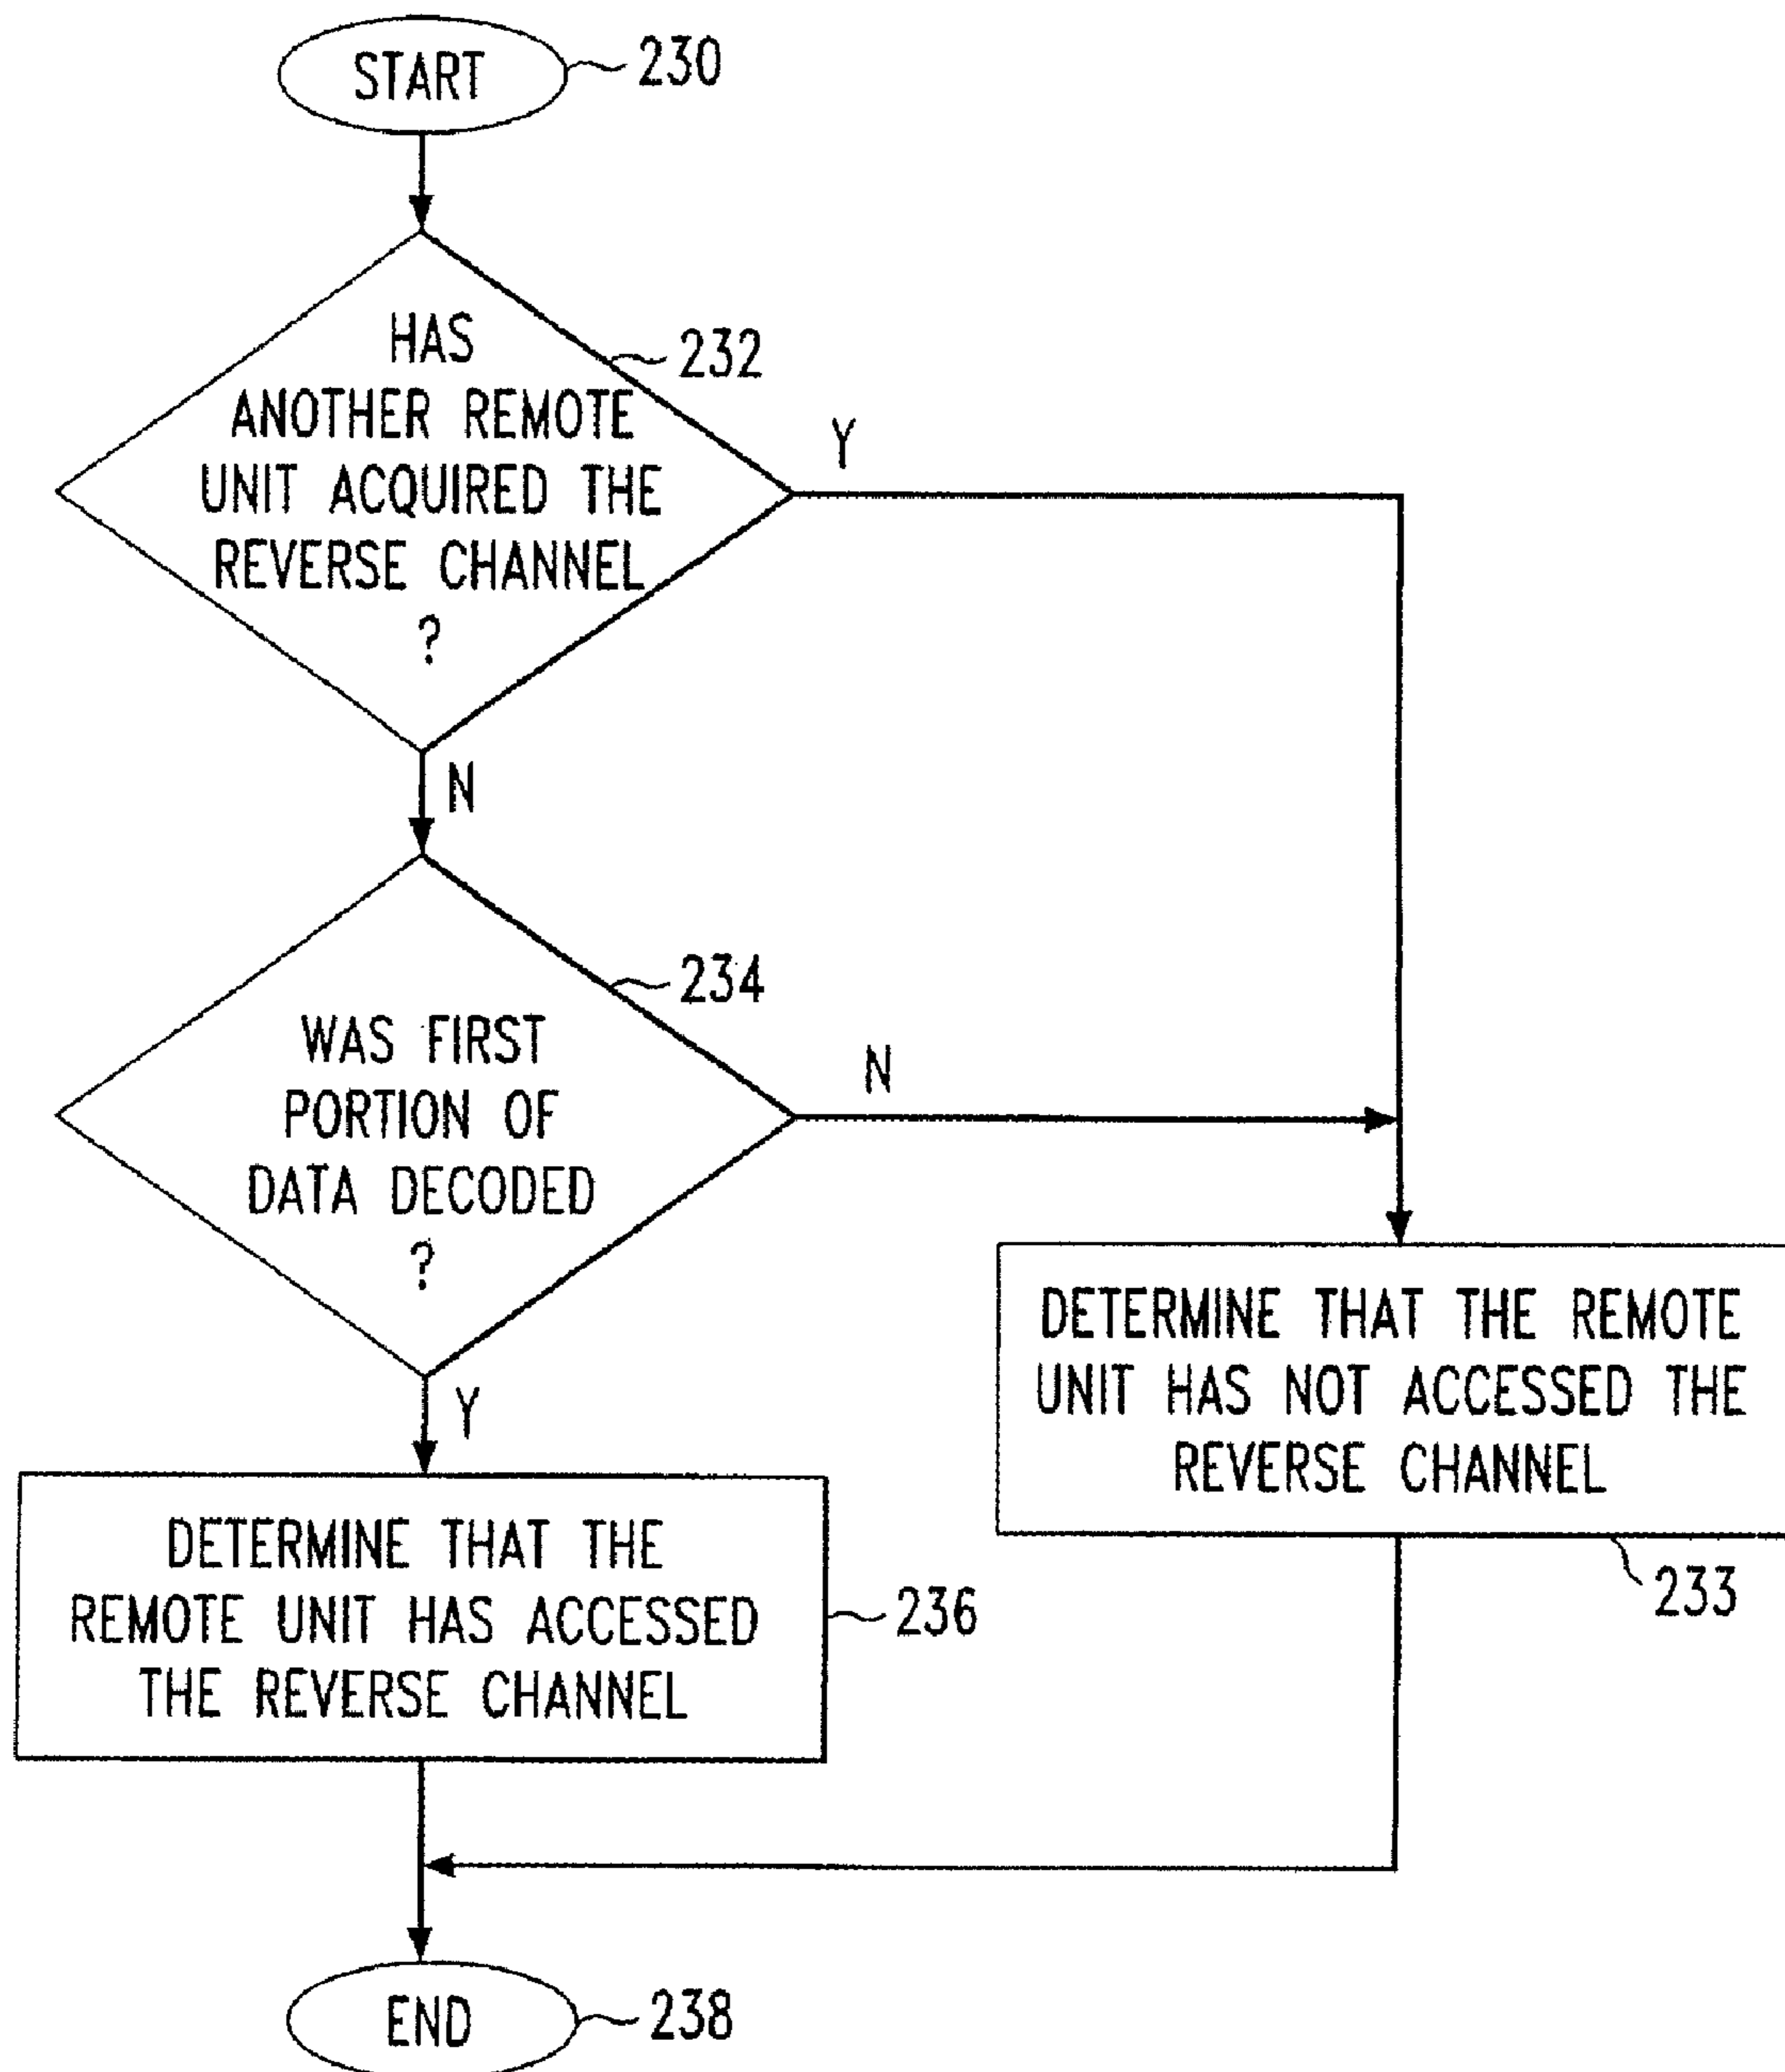 START
230
HAS
ANOTHER REMOTE
UNIT ACQUIRED THE
REVERSE CHANNEL
?
232
Y
N
WAS FIRST
PORTION OF
DATA DECODED
?
234
N
Y
DETERMINE THAT THE REMOTE
UNIT HAS NOT ACCESSED THE
REVERSE CHANNEL
233
DETERMINE THAT THE
REMOTE UNIT HAS ACCESSED
THE REVERSE CHANNEL
236
END
238